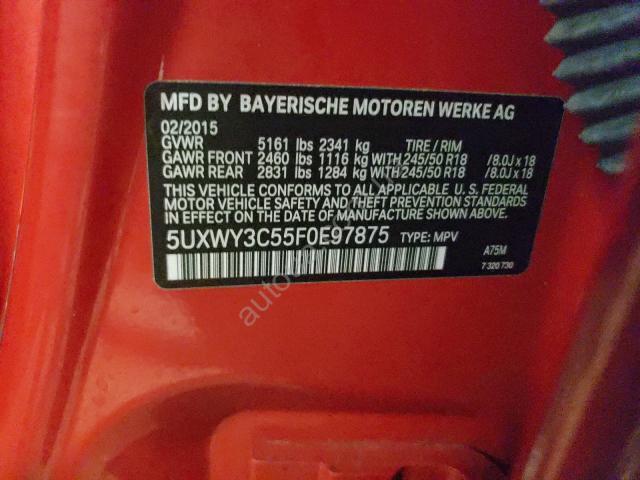 MFD BY BAYERISCHE MOTOREN WERKE AG
02/2015
GVWR 5161 lbs 2341 kg TIRE / RIM
GAWR FRONT 2460 lbs 1116 kg WITH 245/50 R18 /8.0J x 18
GAWR REAR 2831 lbs 1284 kg WITH 245/50 R18 /8.0J x 18
THIS VEHICLE CONFORMS TO ALL APPLICABLE U. S. FEDERAL
MOTOR VEHICLE SAFETY, BUMPER, AND THEFT PREVENTION
STANDARDS IN EFFECT ON THE DATE OF MANUFACTURE SHOWN ABOVE.
5UXWY3C55F0E97875 TYPE: MPV
A75M
7 320 730